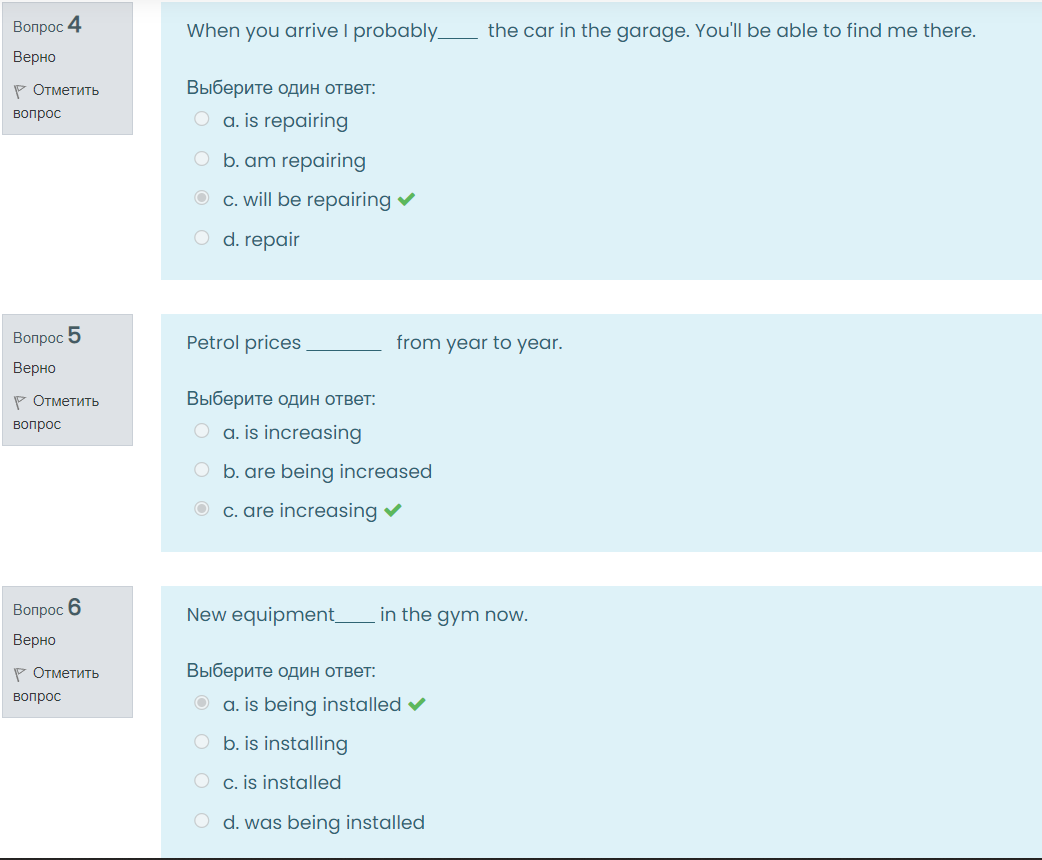 Вопрос 4
Верно
Отметить
вопрос
When you arrive I probably____ the car in the garage. You'll be able to find me there.
Выберите один ответ:
a. is repairing
b. am repairing
c. will be repairing
d. repair
Вопрос 5
Верно
Отметить
вопрос
Petrol prices ________ from year to year.
Выберите один ответ:
a. is increasing
b. are being increased
c. are increasing
Вопрос 6
Верно
Отметить
вопрос
New equipment____ in the gym now.
Выберите один ответ:
a. is being installed
b. is installing
c. is installed
d. was being installed